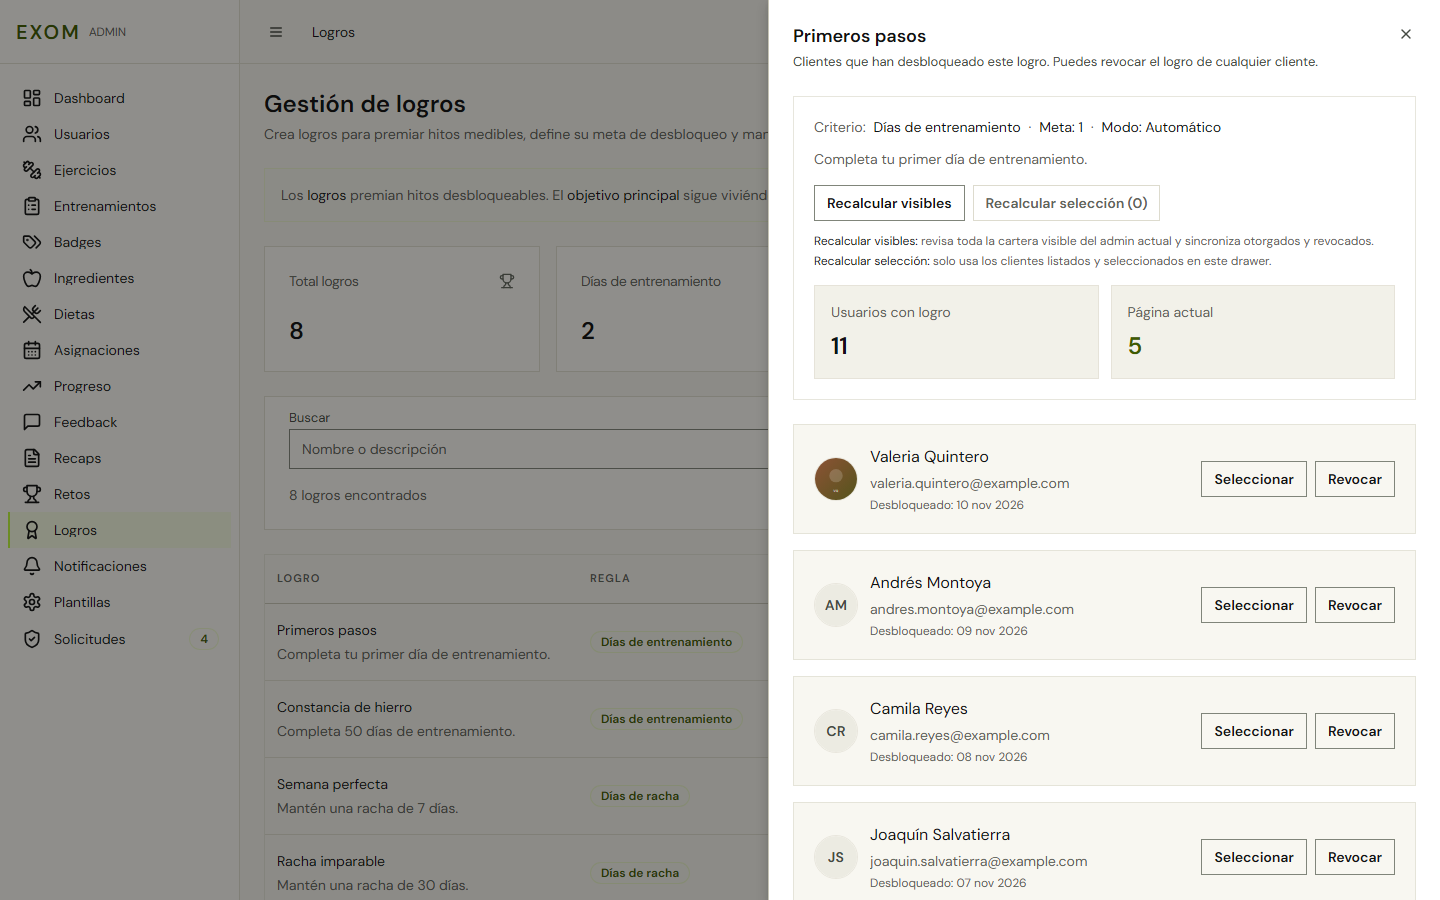 EXOM ADMIN
Dashboard
Usuarios
Ejercicios
Entrenamientos
Badges
Ingredientes
Dietas
Asignaciones
Progreso
Feedback
Recaps
Retos
Logros
Notificaciones
Plantillas
Solicitudes 4
Logros
Gestión de logros
Crea logros para premiar hitos medibles, define su meta de desbloqueo y mar
Los logros premian hitos desbloqueables. El objetivo principal sigue viviénd
Total logros
8
Días de entrenamiento
2
Buscar
Nombre o descripción
8 logros encontrados
LOGRO REGLA
Primeros pasos
Completa tu primer día de entrenamiento.
Días de entrenamiento
Constancia de hierro
Completa 50 días de entrenamiento.
Días de entrenamiento
Semana perfecta
Mantén una racha de 7 días.
Días de racha
Racha imparable
Mantén una racha de 30 días.
Días de racha
Primeros pasos
Clientes que han desbloqueado este logro. Puedes revocar el logro de cualquier cliente.
Criterio: Días de entrenamiento · Meta: 1 · Modo: Automático
Completa tu primer día de entrenamiento.
Recalcular visibles Recalcular selección (0)
Recalcular visibles: revisa toda la cartera visible del admin actual y sincroniza otorgados y revocados.
Recalcular selección: solo usa los clientes listados y seleccionados en este drawer.
Usuarios con logro
11
Página actual
5
Valeria Quintero
valeria.quintero@example.com
Desbloqueado: 10 nov 2026
Seleccionar Revocar
AM
Andrés Montoya
andres.montoya@example.com
Desbloqueado: 09 nov 2026
Seleccionar Revocar
CR
Camila Reyes
camila.reyes@example.com
Desbloqueado: 08 nov 2026
Seleccionar Revocar
JS
Joaquín Salvatierra
joaquin.salvatierra@example.com
Desbloqueado: 07 nov 2026
Seleccionar Revocar